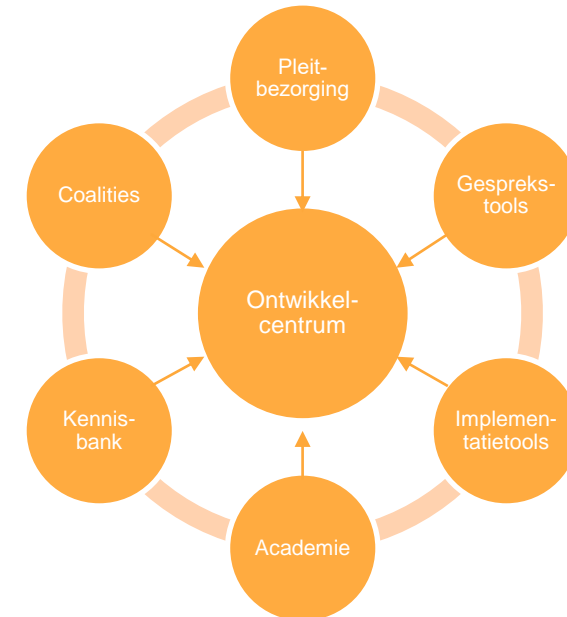 Pleit-
bezorging
Coalities
Gespreks-
tools
Ontwikkel-
centrum
Kennis-
bank
Implemen-
tatietools
Academie